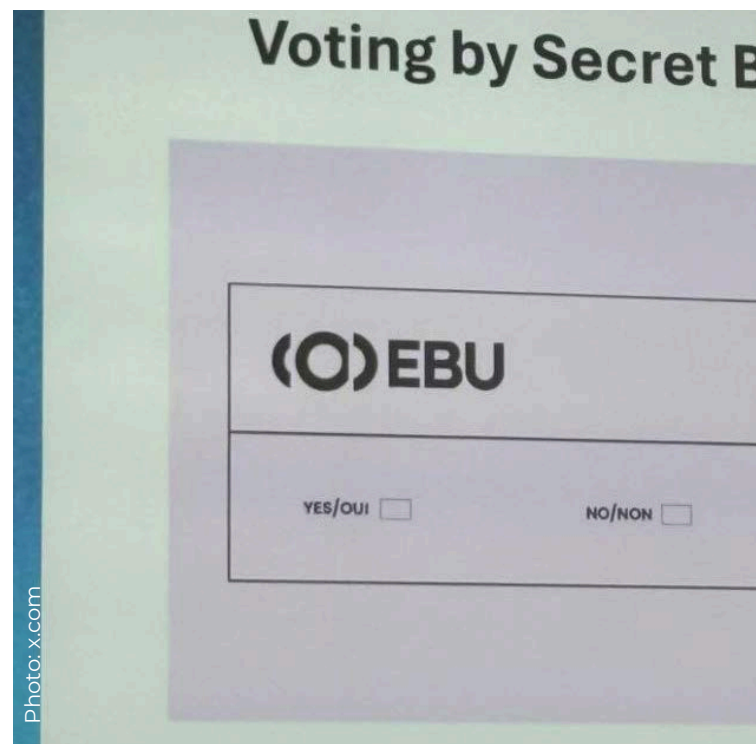 Voting by Secret B
(O) EBU
YES/OUI
NO/NON
Photo: x.com